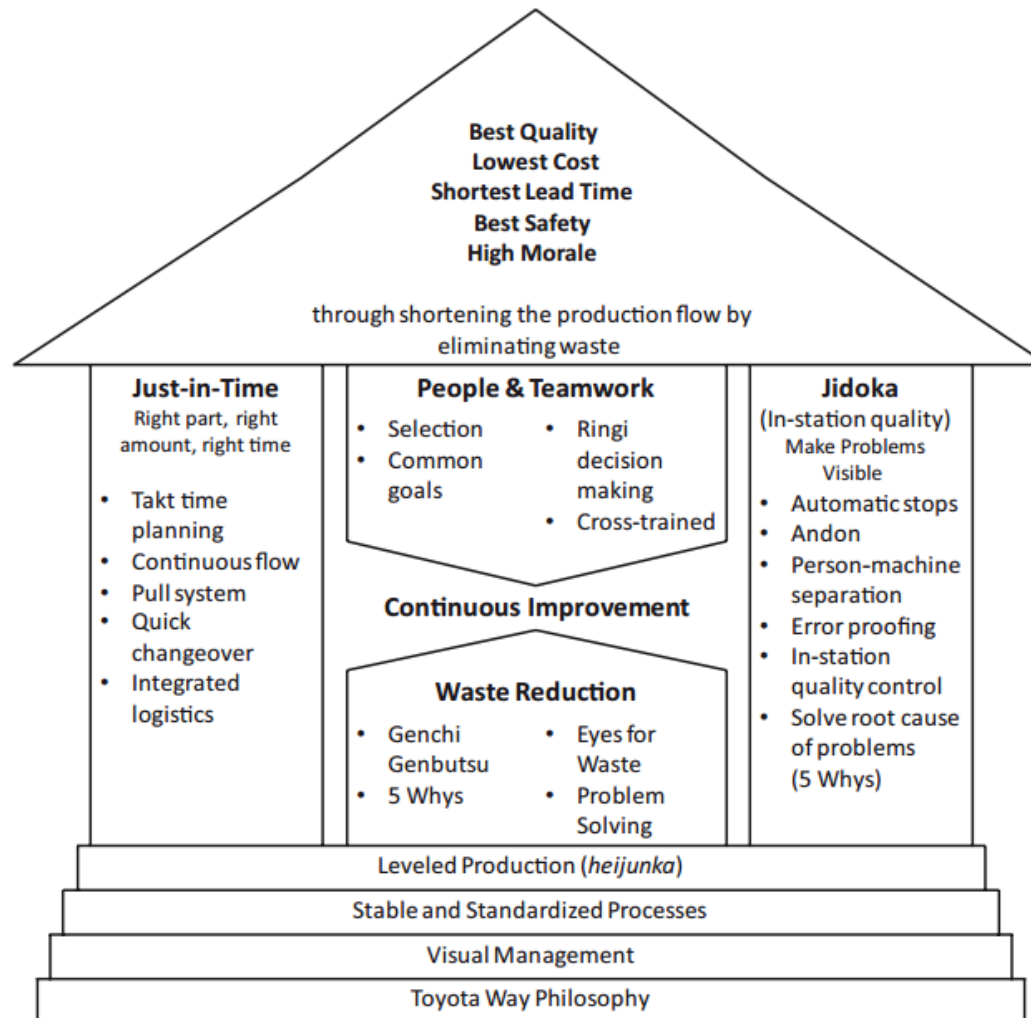 Best Quality
Lowest Cost
Shortest Lead Time
Best Safety
High Morale
through shortening the production flow by
eliminating waste
Just-in-Time
Right part, right
amount, right time
• Takt time
planning
• Continuous flow
• Pull system
• Quick
changeover
• Integrated
logistics
People & Teamwork
• Selection
• Common
goals
• Ringi
decision
making
• Cross-trained
Continuous Improvement
Waste Reduction
• Genchi
Genbutsu
• 5 Whys
• Eyes for
Waste
• Problem
Solving
Jidoka
(In-station quality)
Make Problems
Visible
• Automatic stops
• Andon
• Person-machine
separation
• Error proofing
• In-station
quality control
• Solve root cause
of problems
(5 Whys)
Leveled Production (heijunka)
Stable and Standardized Processes
Visual Management
Toyota Way Philosophy